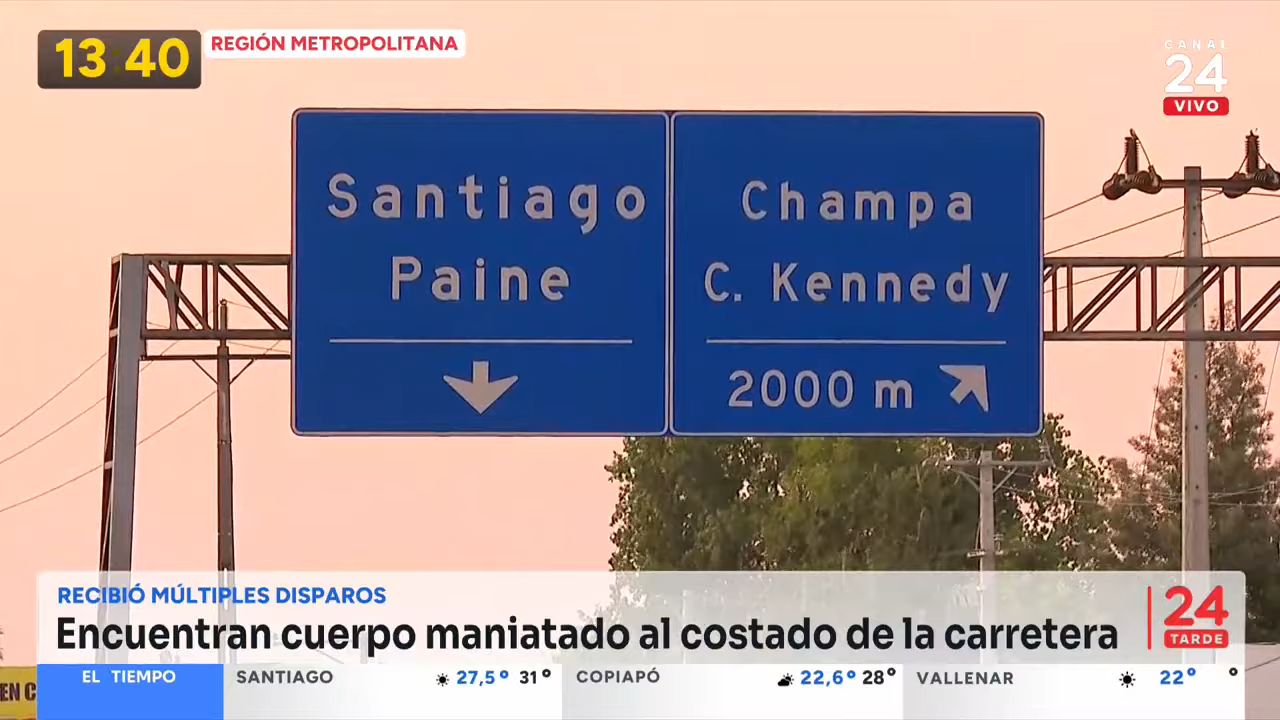 13:40
REGIÓN METROPOLITANA
CANAL
24
VIVO
Santiago
Paine
Champa
C. Kennedy
2000 m
RECIBIÓ MÚLTIPLES DISPAROS
Encuentran cuerpo maniatado al costado de la carretera
24
TARDE
EN C
EL TIEMPO
SANTIAGO 27,5° 31°
COPIAPÓ 22,6° 28°
VALLENAR 22° °